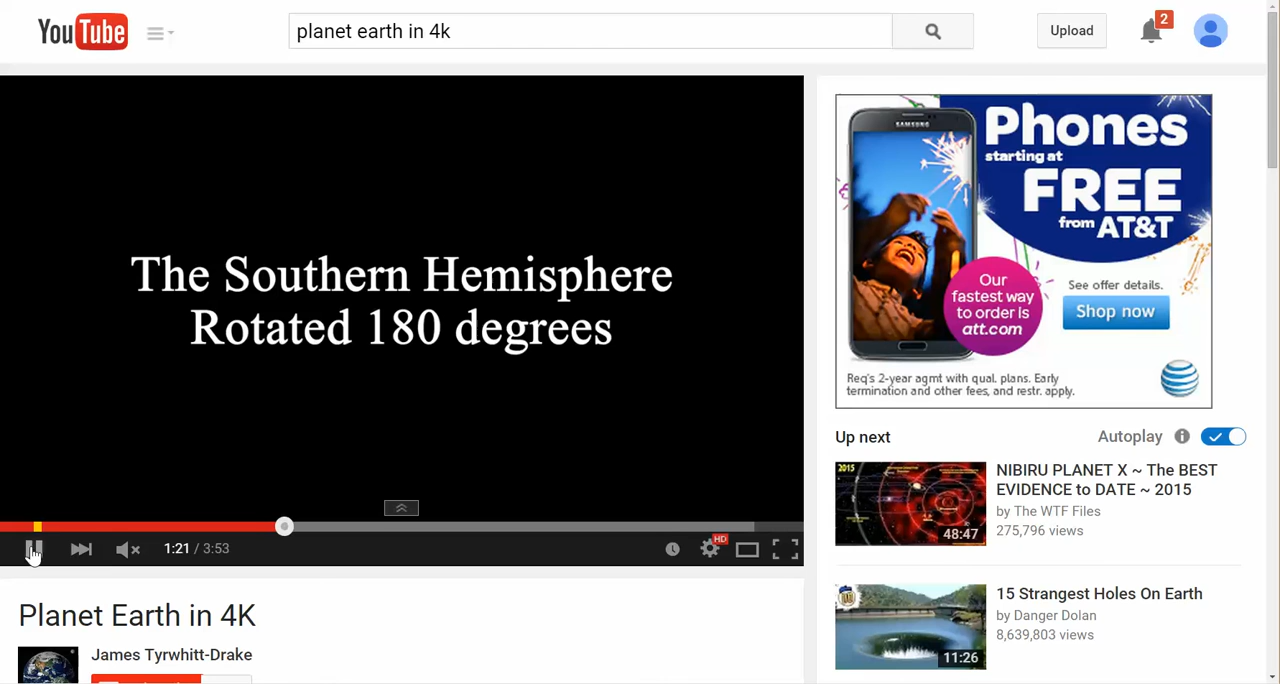 YouTube
planet earth in 4k
Upload
2
The Southern Hemisphere
Rotated 180 degrees
1:21 / 3:53
HD
Planet Earth in 4K
James Tyrwhitt-Drake
SAMSUNG
Phones
starting at
FREE
from AT&T
Our
fastest way
to order is
att.com
See offer details.
Shop now
Req's 2-year agmt with qual. plans. Early
termination and other fees, and restr. apply.
Up next
Autoplay
2015
48:47
NIBIRU PLANET X ~ The BEST
EVIDENCE to DATE ~ 2015
by The WTF Files
275,796 views
11:26
15 Strangest Holes On Earth
by Danger Dolan
8,639,803 views